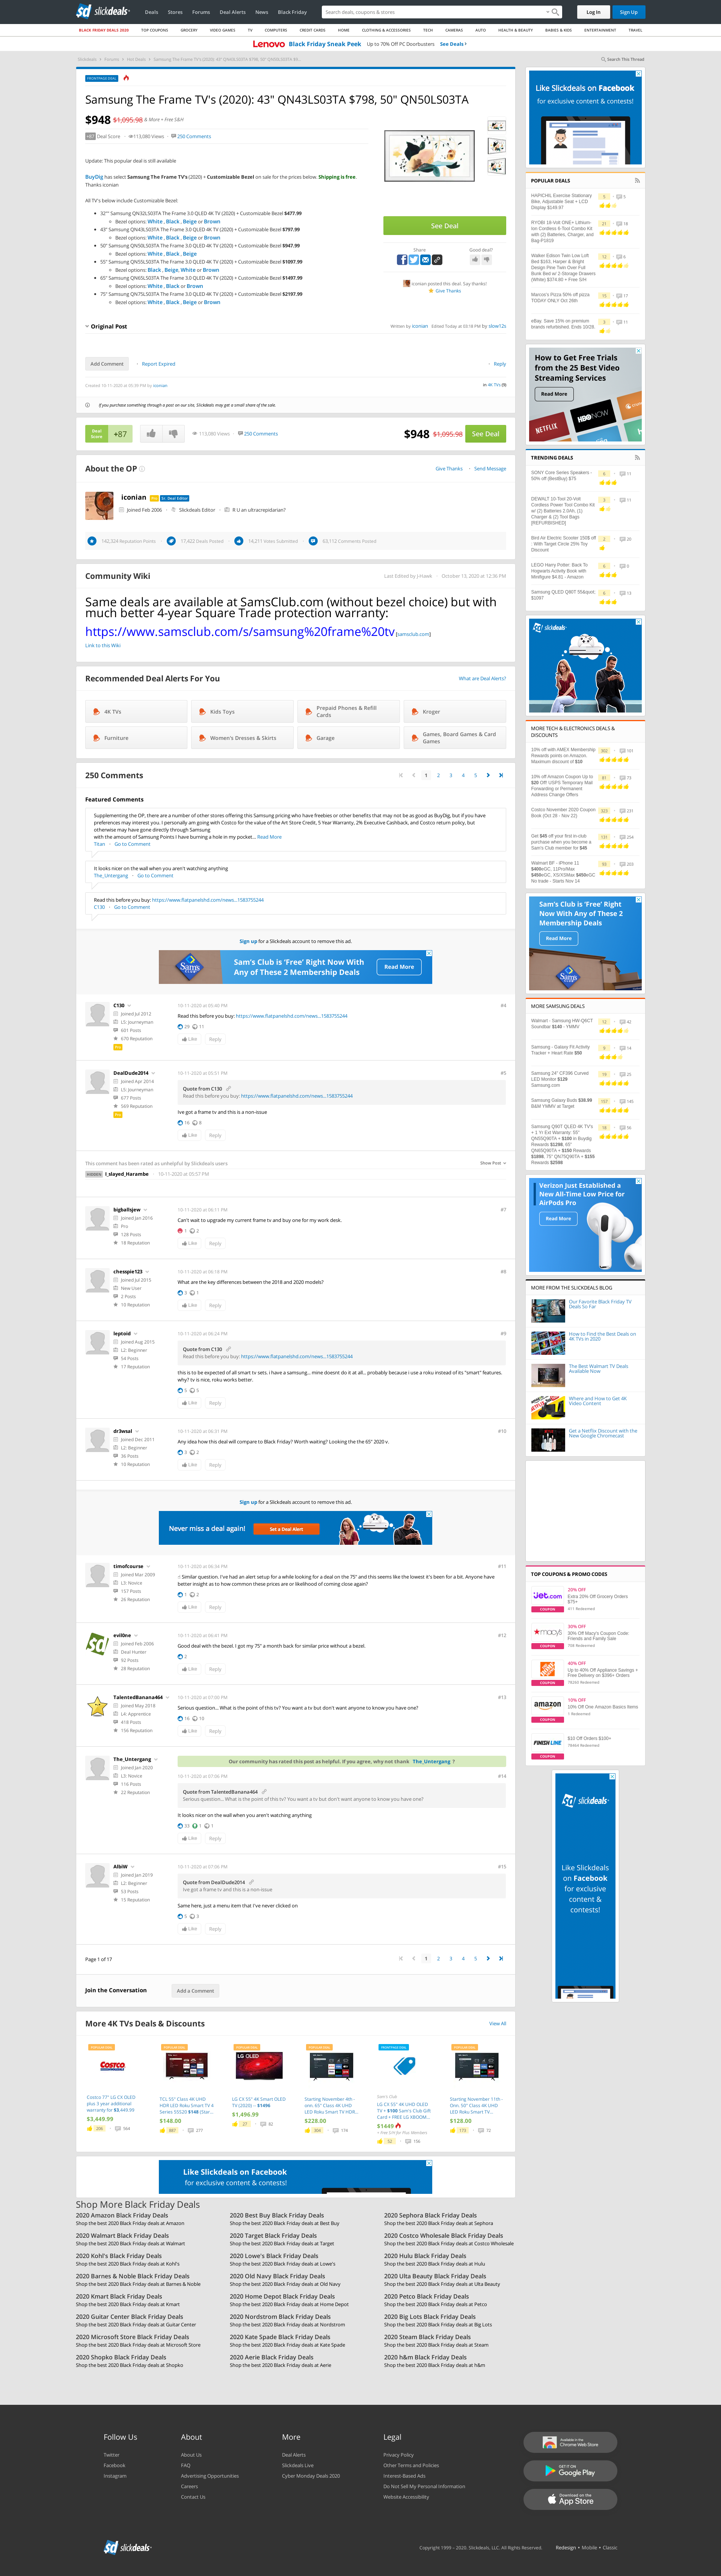 slickdeals
Deals Stores Forums Deal Alerts News Black Friday
Search deals, coupons & stores
Log In Sign Up
BLACK FRIDAY DEALS 2020 TOP COUPONS GROCERY VIDEO GAMES TV COMPUTERS CREDIT CARDS HOME CLOTHING & ACCESSORIES TECH CAMERAS AUTO HEALTH & BEAUTY BABIES & KIDS ENTERTAINMENT TRAVEL
Lenovo Black Friday Sneak Peek Up to 70% Off PC Doorbusters See Deals
Search This Thread
FRONTPAGE DEAL
Samsung The Frame TV's (2020): 43" QN43LS03TA $798, 50" QN50LS03TA
$948 $1,095.98 & More + Free S&H
+87 Deal Score 113,080 Views 250 Comments
Update: This popular deal is still available
BuyDig has select Samsung The Frame TV's (2020) + Customizable Bezel on sale for the prices below. Shipping is free.
Thanks iconian
All TV's below include Customizable Bezel:
32"" Samsung QN32LS03TA The Frame 3.0 QLED 4K TV (2020) + Customizable Bezel $477.99
Bezel options: White , Black , Beige or Brown
43" Samsung QN43LS03TA The Frame 3.0 QLED 4K TV (2020) + Customizable Bezel $797.99
Bezel options: White , Black , Beige or Brown
50" Samsung QN50LS03TA The Frame 3.0 QLED 4K TV (2020) + Customizable Bezel $947.99
Bezel options: White , Black , Beige
55" Samsung QN55LS03TA The Frame 3.0 QLED 4K TV (2020) + Customizable Bezel $1097.99
Bezel options: Black , Beige, White or Brown
65" Samsung QN65LS03TA The Frame 3.0 QLED 4K TV (2020) + Customizable Bezel $1497.99
Bezel options: White , Black or Brown
75" Samsung QN75LS03TA The Frame 3.0 QLED 4K TV (2020) + Customizable Bezel $2197.99
Bezel options: White , Black , Beige or Brown
See Deal
Share Good deal?
iconian posted this deal. Say thanks!
Give Thanks
Original Post
Written by iconian Edited Today at 03:18 PM by slow12s
Add Comment Report Expired Reply
Created 10-11-2020 at 05:39 PM by iconian
in 4K TVs (9)
If you purchase something through a post on our site, Slickdeals may get a small share of the sale.
Deal Score +87 113,080 Views 250 Comments $948 $1,095.98 See Deal
About the OP
Give Thanks Send Message
iconian Pro Sr. Deal Editor
Joined Feb 2006 Slickdeals Editor R U an ultracrepidarian?
142,324 Reputation Points 17,422 Deals Posted 14,211 Votes Submitted 63,112 Comments Posted
Community Wiki
Last Edited by J-Hawk October 13, 2020 at 12:36 PM
Same deals are available at SamsClub.com (without bezel choice) but with much better 4-year Square Trade protection warranty:
https://www.samsclub.com/s/samsung%20frame%20tv [samsclub.com]
Link to this Wiki
Recommended Deal Alerts For You
What are Deal Alerts?
4K TVs
Kids Toys
Prepaid Phones & Refill Cards
Kroger
Furniture
Women's Dresses & Skirts
Garage
Games, Board Games & Card Games
250 Comments
1 2 3 4 5
Featured Comments
Supplementing the OP, there are a number of other stores offering this Samsung pricing who have freebies or other benefits that may not be as good as BuyDig, but if you have
preferences may interest you. I personally am going with Costco for the value of the Art Store Credit, 5 Year Warranty, 2% Executive Cashback, and Costco return policy, but
otherwise may have gone directly through Samsung
with the amount of Samsung Points I have burning a hole in my pocket... Read More
Titan Go to Comment
It looks nicer on the wall when you aren't watching anything
The_Untergang Go to Comment
Read this before you buy: https://www.flatpanelshd.com/news...1583755244
C130 Go to Comment
Sign up for a Slickdeals account to remove this ad.
Sam's Club is 'Free' Right Now With Any of These 2 Membership Deals
Read More
C130
Joined Jul 2012
L5: Journeyman
691 Posts
670 Reputation
Pro
10-11-2020 at 05:40 PM #4
Read this before you buy: https://www.flatpanelshd.com/news...1583755244
29 11
Like Reply
DealDude2014
Joined Apr 2014
L5: Journeyman
677 Posts
569 Reputation
Pro
10-11-2020 at 05:51 PM #5
Quote from C130
Read this before you buy: https://www.flatpanelshd.com/news...1583755244
Ive got a frame tv and this is a non-issue
16 8
Like Reply
This comment has been rated as unhelpful by Slickdeals users
Show Post
I_slayed_Harambe 10-11-2020 at 05:57 PM
bigballsjew
Joined Jan 2016
Pro
128 Posts
18 Reputation
10-11-2020 at 06:11 PM #7
Can't wait to upgrade my current frame tv and buy one for my work desk.
1 2
Like Reply
chesspie123
Joined Jul 2015
New User
2 Posts
10 Reputation
10-11-2020 at 06:18 PM #8
What are the key differences between the 2018 and 2020 models?
3 1
Like Reply
leptoid
Joined Aug 2015
L2: Beginner
54 Posts
17 Reputation
10-11-2020 at 06:24 PM #9
Quote from C130
Read this before you buy: https://www.flatpanelshd.com/news...1583755244
this is to be expected of all smart tv sets. i have a samsung... mine doesnt do it at all... probably because i use a roku instead of its "smart" features. why? tv is nice, roku works better.
5 5
Like Reply
dr3wsal
Joined Dec 2011
L2: Beginner
36 Posts
10 Reputation
10-11-2020 at 06:31 PM #10
Any idea how this deal will compare to Black Friday? Worth waiting? Looking the the 65" 2020 v.
3 2
Like Reply
Sign up for a Slickdeals account to remove this ad.
Never miss a deal again! Set a Deal Alert
timofcourse
Joined Mar 2009
L3: Novice
157 Posts
26 Reputation
10-11-2020 at 06:34 PM #11
Similar question. I've had an alert setup for a while looking for a deal on the 75" and this seems like the lowest it's been for a bit. Anyone have better insight as to how common these prices are or likelihood of coming close again?
1 2
Like Reply
evil0ne
Joined Feb 2006
Deal Hunter
92 Posts
28 Reputation
10-11-2020 at 06:41 PM #12
Good deal with the bezel. I got my 75" a month back for similar price without a bezel.
2
Like Reply
TalentedBanana464
Joined May 2018
L4: Apprentice
418 Posts
156 Reputation
10-11-2020 at 07:00 PM #13
Serious question... What is the point of this tv? You want a tv but don't want anyone to know you have one?
16 10
Like Reply
The_Untergang
Joined Jan 2020
L3: Novice
116 Posts
22 Reputation
Our community has rated this post as helpful. If you agree, why not thank The_Untergang ?
10-11-2020 at 07:06 PM #14
Quote from TalentedBanana464
Serious question... What is the point of this tv? You want a tv but don't want anyone to know you have one?
It looks nicer on the wall when you aren't watching anything
33 1 1
Like Reply
AlbiW
Joined Jan 2019
L2: Beginner
53 Posts
15 Reputation
10-11-2020 at 07:06 PM #15
Quote from DealDude2014
Ive got a frame tv and this is a non-issue
Same here, just a menu item that I've never clicked on
5 3
Like Reply
Page 1 of 17
1 2 3 4 5
Join the Conversation Add a Comment
More 4K TVs Deals & Discounts
View All
Costco 77" LG CX OLED plus 3 year additional warranty for $3,449.99
$3,449.99
TCL 55" Class 4K UHD HDR LED Roku Smart TV 4 Series 55S20 $148 (Star...
$148.00
LG CX 55" 4K Smart OLED TV (2020) -- $1496
$1,496.99
Starting November 4th - onn. 65" Class 4K UHD LED Roku Smart TV HDR...
$228.00
Sam's Club
LG CX 55" 4K UHD OLED TV + $100 Sam's Club Gift Card + FREE LG XBOOM...
$1449
Starting November 11th - Onn. 50" Class 4K UHD LED Roku Smart TV...
$128.00
Like Slickdeals on Facebook
for exclusive content & contests!
Shop More Black Friday Deals
2020 Amazon Black Friday Deals
Shop the best 2020 Black Friday deals at Amazon
2020 Best Buy Black Friday Deals
Shop the best 2020 Black Friday deals at Best Buy
2020 Sephora Black Friday Deals
Shop the best 2020 Black Friday deals at Sephora
2020 Walmart Black Friday Deals
Shop the best 2020 Black Friday deals at Walmart
2020 Target Black Friday Deals
Shop the best 2020 Black Friday deals at Target
2020 Costco Wholesale Black Friday Deals
Shop the best 2020 Black Friday deals at Costco Wholesale
2020 Kohl's Black Friday Deals
Shop the best 2020 Black Friday deals at Kohl's
2020 Lowe's Black Friday Deals
Shop the best 2020 Black Friday deals at Lowe's
2020 Hulu Black Friday Deals
Shop the best 2020 Black Friday deals at Hulu
2020 Barnes & Noble Black Friday Deals
Shop the best 2020 Black Friday deals at Barnes & Noble
2020 Old Navy Black Friday Deals
Shop the best 2020 Black Friday deals at Old Navy
2020 Ulta Beauty Black Friday Deals
Shop the best 2020 Black Friday deals at Ulta Beauty
2020 Kmart Black Friday Deals
Shop the best 2020 Black Friday deals at Kmart
2020 Home Depot Black Friday Deals
Shop the best 2020 Black Friday deals at Home Depot
2020 Petco Black Friday Deals
Shop the best 2020 Black Friday deals at Petco
2020 Guitar Center Black Friday Deals
Shop the best 2020 Black Friday deals at Guitar Center
2020 Nordstrom Black Friday Deals
Shop the best 2020 Black Friday deals at Nordstrom
2020 Big Lots Black Friday Deals
Shop the best 2020 Black Friday deals at Big Lots
2020 Microsoft Store Black Friday Deals
Shop the best 2020 Black Friday deals at Microsoft Store
2020 Kate Spade Black Friday Deals
Shop the best 2020 Black Friday deals at Kate Spade
2020 Steam Black Friday Deals
Shop the best 2020 Black Friday deals at Steam
2020 Shopko Black Friday Deals
Shop the best 2020 Black Friday deals at Shopko
2020 Aerie Black Friday Deals
Shop the best 2020 Black Friday deals at Aerie
2020 h&m Black Friday Deals
Shop the best 2020 Black Friday deals at h&m
Like Slickdeals on Facebook
for exclusive content & contests!
POPULAR DEALS
HAPICHIL Exercise Stationary Bike, Adjustable Seat + LCD Display $149.97
RYOBI 18-Volt ONE+ Lithium-Ion Cordless 6-Tool Combo Kit with (2) Batteries, Charger, and Bag-P1819
Walker Edison Twin Low Loft Bed $193, Harper & Bright Design Pine Twin Over Full Bunk Bed w/ 2-Storage Drawers (White) $374.60 + Free S/H
Marcos's Pizza 50% off pizza TODAY ONLY Oct 28th
eBay. Save 15% on premium brands refurbished. Ends 10/28.
How to Get Free Trials from the 25 Best Video Streaming Services
Read More
NETFLIX HBO NOW
TRENDING DEALS
SONY Core Series Speakers - 50% off (BestBuy) $75
DEWALT 10-Tool 20-Volt Cordless Power Tool Combo Kit w/ (2) Batteries 2.0Ah, (1) Charger & (2) Tool Bags [REFURBISHED]
Bird Air Electric Scooter 150$ off : With Target Circle 25% Toy Discount
LEGO Harry Potter: Back To Hogwarts Activity Book with Minifigure $4.81 - Amazon
Samsung QLED Q80T 55&quot; $1097
slickdeals
MORE TECH & ELECTRONICS DEALS & DISCOUNTS
10% off with AMEX Membership Rewards points on Amazon. Maximum discount of $10
10% off Amazon Coupon Up to $20 Off! USPS Temporary Mail Forwarding or Permanent Address Change Offers
Costco November 2020 Coupon Book (Oct 28 - Nov 22)
Get $45 off your first in-club purchase when you become a Sam's Club member for $45
Walmart BF - iPhone 11 $400eGC, 11Pro/Max $450eGC, XS/XSMax $450eGC No trade - Starts Nov 14
Sam's Club is 'Free' Right Now With Any of These 2 Membership Deals
Read More
MORE SAMSUNG DEALS
Walmart - Samsung HW-Q6CT Soundbar $140 - YMMV
Samsung - Galaxy Fit Activity Tracker + Heart Rate $50
Samsung 24" CF396 Curved LED Monitor $129 Samsung.com
Samsung Galaxy Buds $38.99 B&M YMMV at Target
Samsung Q90T QLED 4K TV's + 1 Yr Ext Warranty: 55" QN55Q90TA + $100 in Buydig Rewards $1298, 65" QN65Q90TA + $150 Rewards $1898, 75" QN75Q90TA + $165 Rewards $2598
Verizon Just Established a New All-Time Low Price for AirPods Pro
Read More
MORE FROM THE SLICKDEALS BLOG
Our Favorite Black Friday TV Deals So Far
How to Find the Best Deals on 4K TVs in 2020
The Best Walmart TV Deals Available Now
Where and How to Get 4K Video Content
Get a Netflix Discount with the New Google Chromecast
TOP COUPONS & PROMO CODES
jet.com 20% OFF
Extra 20% Off Grocery Orders $75+
COUPON
macys 30% OFF
30% Off Macy's Coupon Code: Friends and Family Sale
COUPON
40% OFF
Up to 40% Off Appliance Savings + Free Delivery on $396+ Orders
COUPON
amazon 10% OFF
10% Off One Amazon Basics Items
COUPON
FINISH LINE
$10 Off Orders $100+
COUPON
slickdeals
Like Slickdeals on Facebook for exclusive content & contests!
Follow Us
Twitter
Facebook
Instagram
About
About Us
FAQ
Advertising Opportunities
Careers
Contact Us
More
Deal Alerts
Slickdeals Live
Cyber Monday Deals 2020
Legal
Privacy Policy
Other Terms and Policies
Interest-Based Ads
Do Not Sell My Personal Information
Website Accessibility
Available in the Chrome Web Store
GET IT ON Google Play
Download on the App Store
slickdeals
Copyright 1999 - 2020. Slickdeals, LLC. All Rights Reserved. Redesign • Mobile • Classic